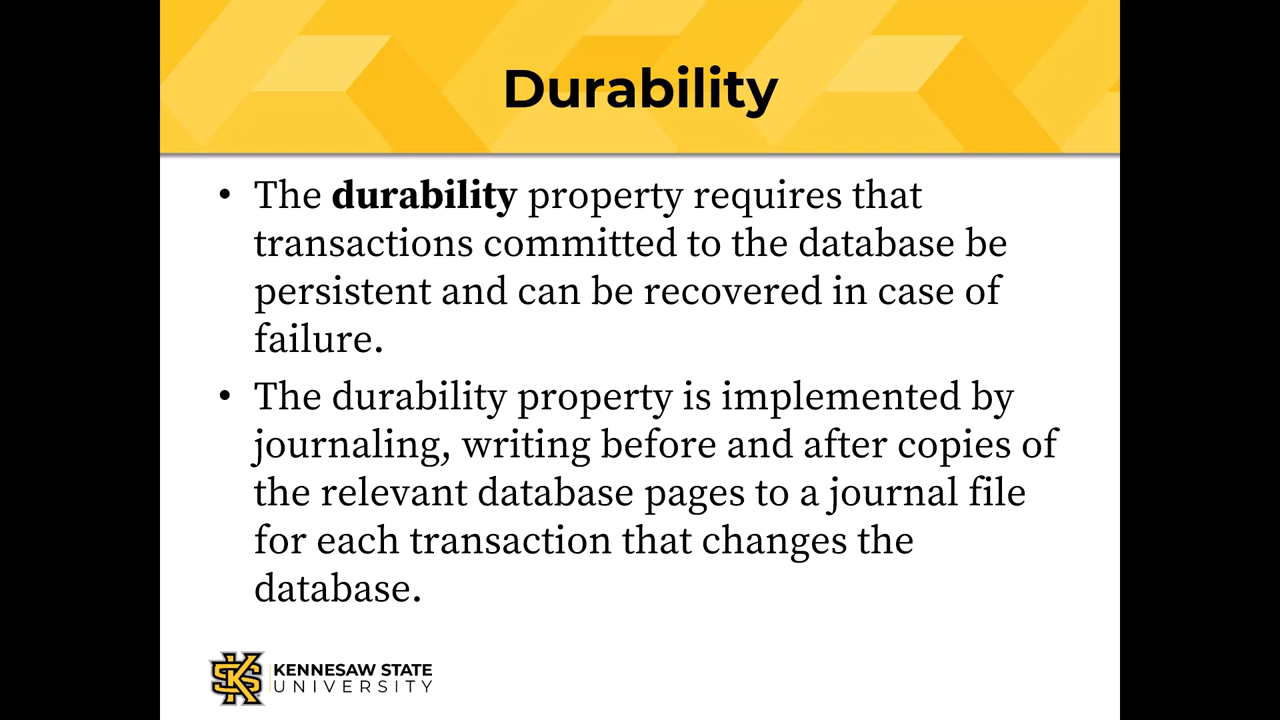 Durability
• The durability property requires that
transactions committed to the database be
persistent and can be recovered in case of
failure.
• The durability property is implemented by
journaling, writing before and after copies of
the relevant database pages to a journal file
for each transaction that changes the
database.
KENNESAW STATE
UNIVERSITY